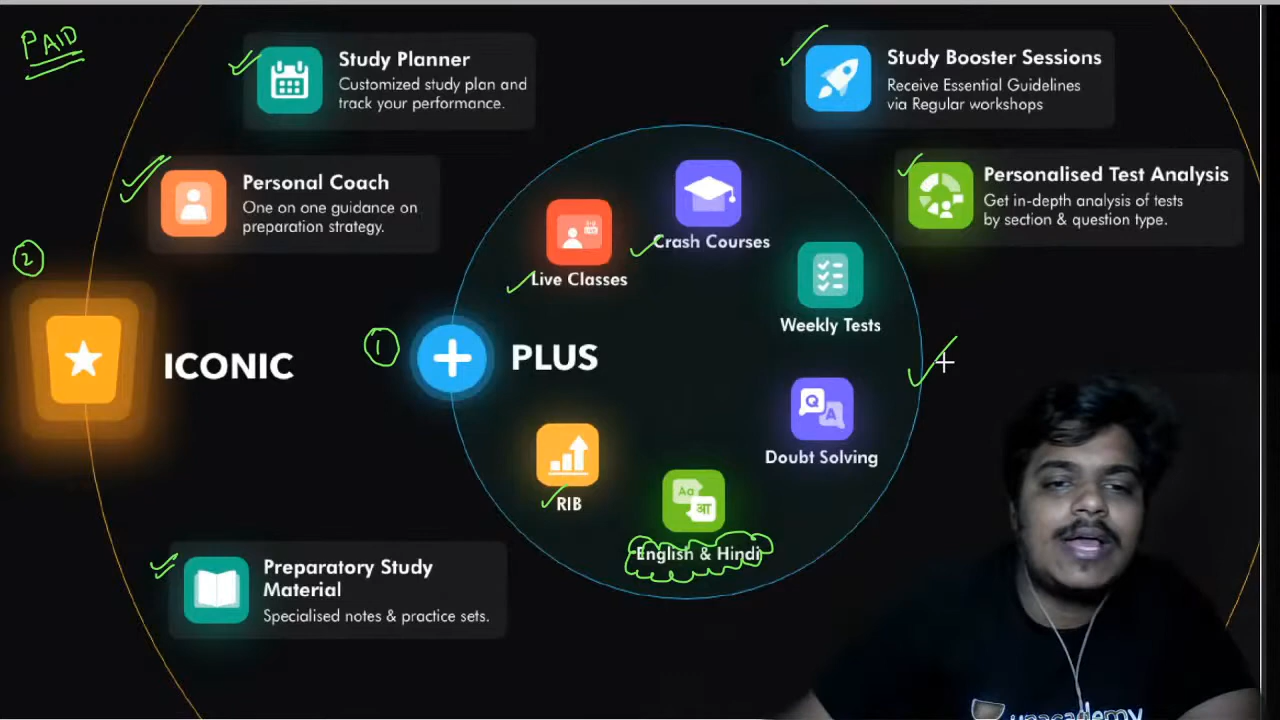 PAID
Study Planner
Customized study plan and
track your performance.
Study Booster Sessions
Receive Essential Guidelines
via Regular workshops
Personal Coach
One on one guidance on
preparation strategy.
Personalised Test Analysis
Get in-depth analysis of tests
by section & question type.
Crash Courses
Live Classes
Weekly Tests
2
ICONIC
1
PLUS
Q
A
Doubt Solving
RIB
Aa
आ
English & Hindi
Preparatory Study
Material
Specialised notes & practice sets.
unacademy